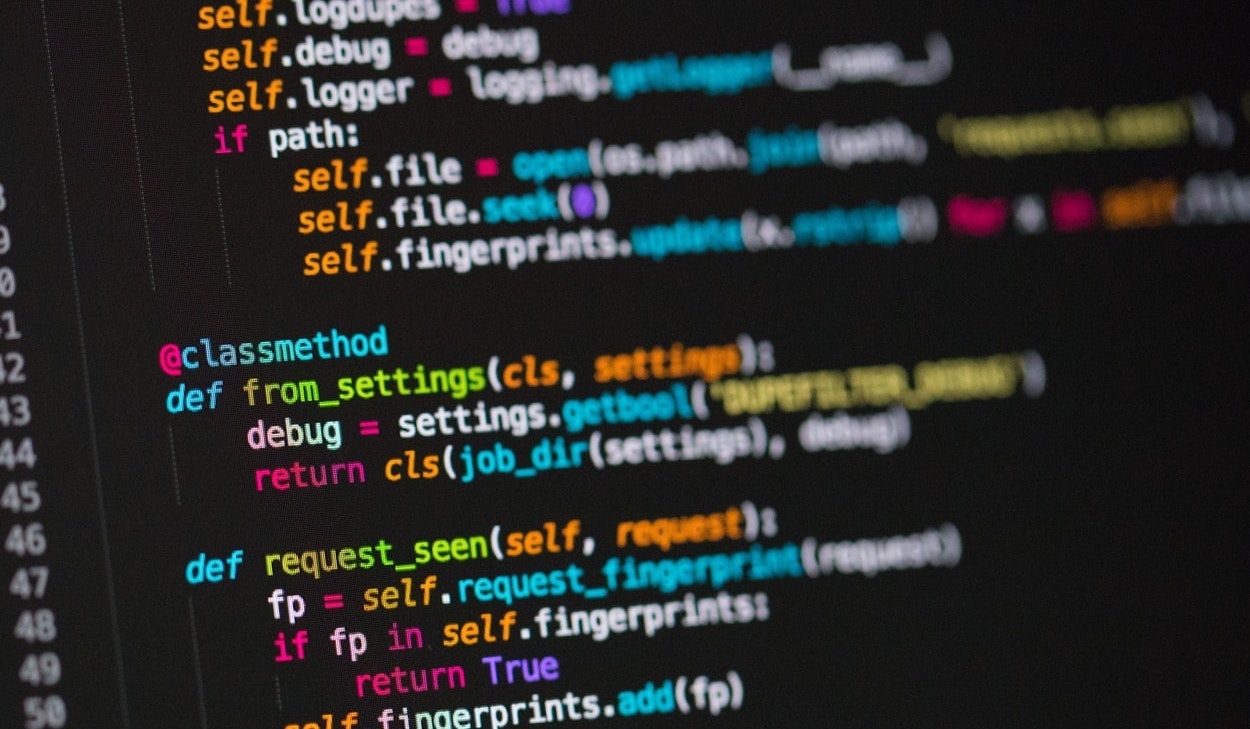 self.logdupes = True
self.debug = debug
self.logger = logging.getLogger(__name__)
if path:
self.file = open(os.path.join(path, 'requests.seen'),
8 self.file.seek(0)
9 self.fingerprints.update(x.rstrip() for x in self.file
0
1
42 @classmethod
43 def from_settings(cls, settings):
44 debug = settings.getbool('DUPEFILTER_DEBUG')
45 return cls(job_dir(settings), debug)
46
47 def request_seen(self, request):
48 fp = self.request_fingerprint(request)
49 if fp in self.fingerprints:
50 return True
self.fingerprints.add(fp)